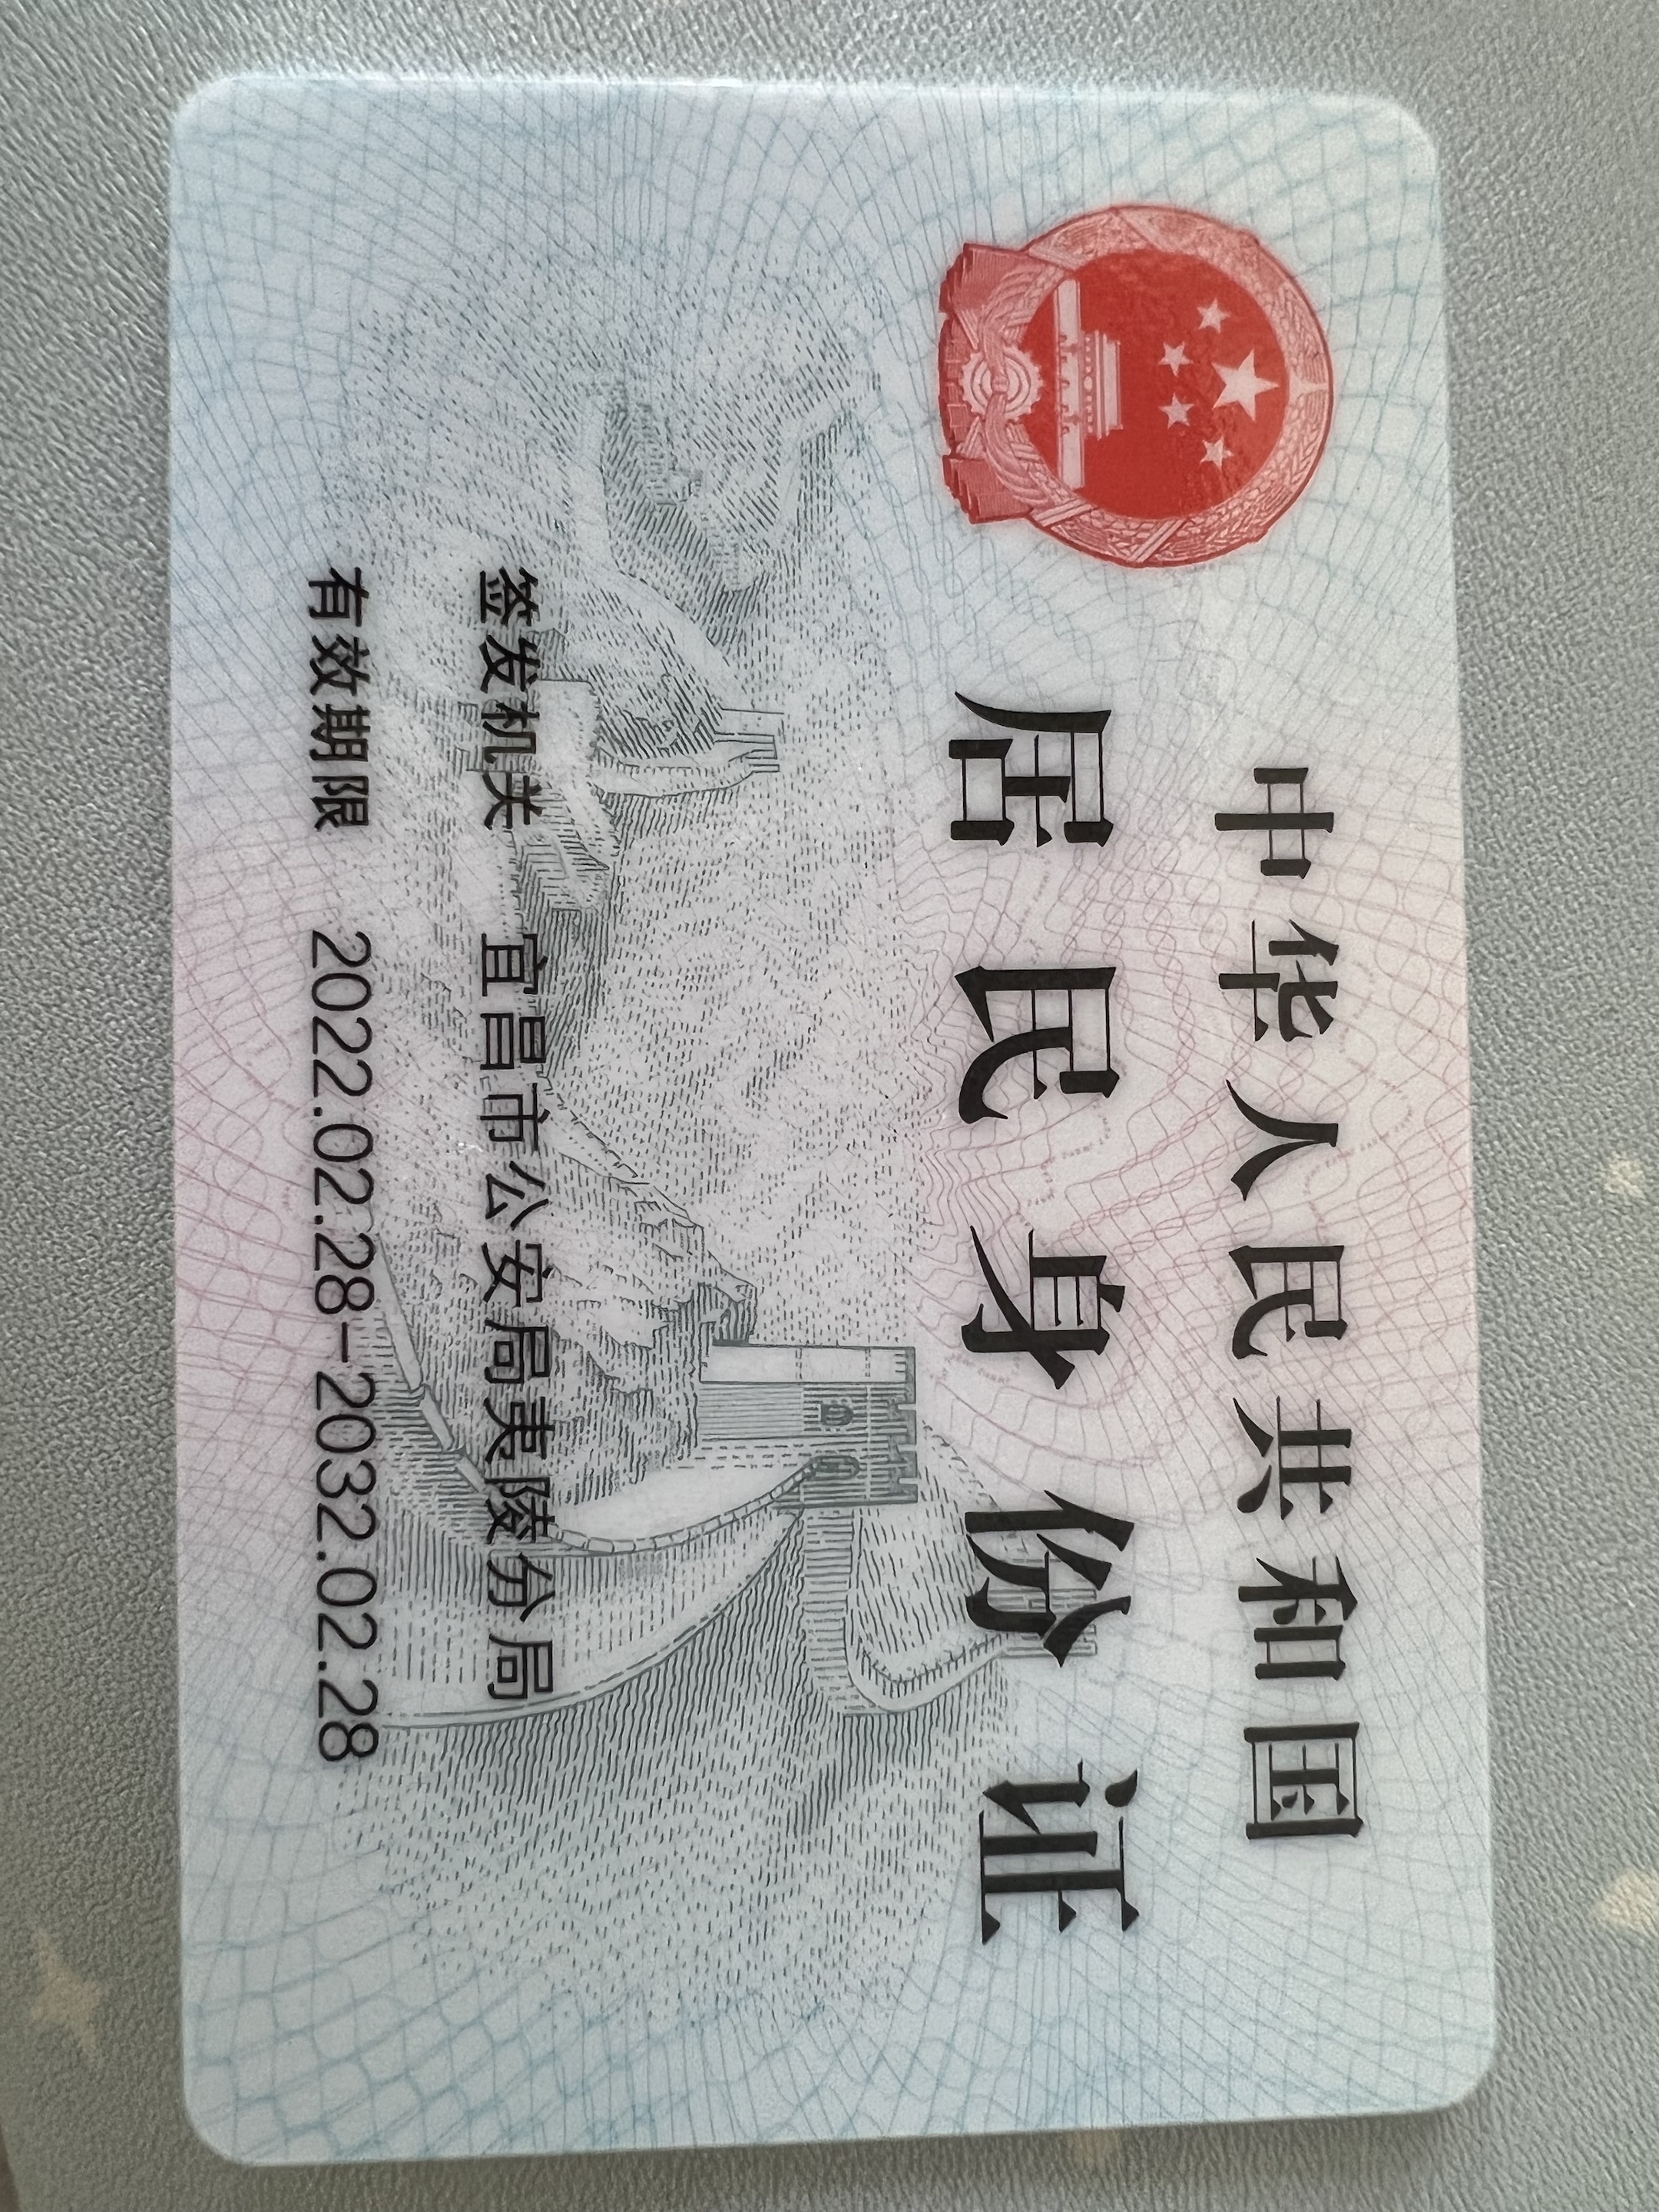 中华人民共和国
居民身份证
签发机关 宜昌市公安局夷陵分局
有效期限 2022.02.28-2032.02.28